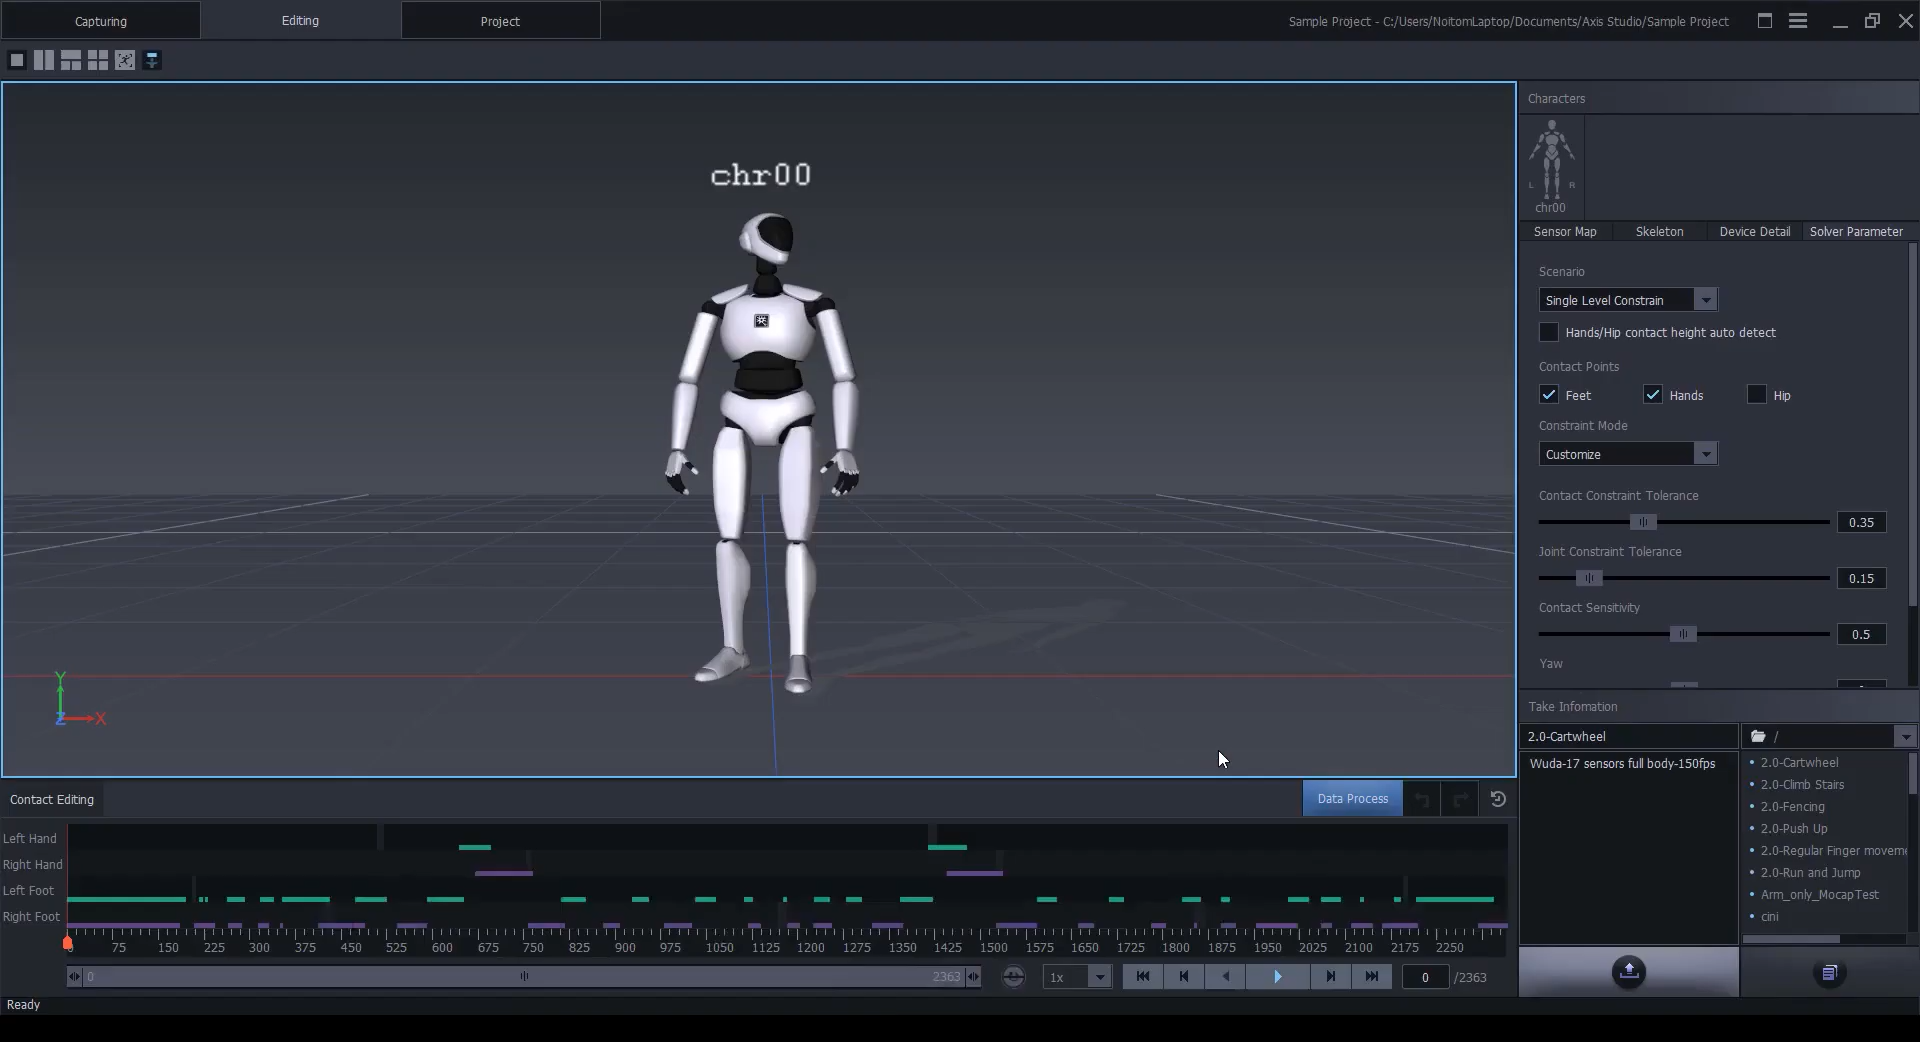 Capturing Editing Project Sample Project - C:/Users/NoitomLaptop/Documents/Axis Studio/Sample Project
Characters
chr00
L R
chr00
Sensor Map Skeleton Device Detail Solver Parameter
Scenario
Single Level Constrain
Hands/Hip contact height auto detect
Contact Points
Feet Hands Hip
Constraint Mode
Customize
Contact Constraint Tolerance
0.35
Joint Constraint Tolerance
0.15
Contact Sensitivity
0.5
Yaw
Y
Z X
Take Infomation
2.0-Cartwheel /
Wuda-17 sensors full body-150fps
2.0-Cartwheel
2.0-Climb Stairs
2.0-Fencing
2.0-Push Up
2.0-Regular Finger movem
2.0-Run and Jump
Arm_only_MocapTest
cini
Contact Editing Data Process
Left Hand
Right Hand
Left Foot
Right Foot
75 150 225 300 375 450 525 600 675 750 825 900 975 1050 1125 1200 1275 1350 1425 1500 1575 1650 1725 1800 1875 1950 2025 2100 2175 2250
0 2363 1x 0 /2363
Ready